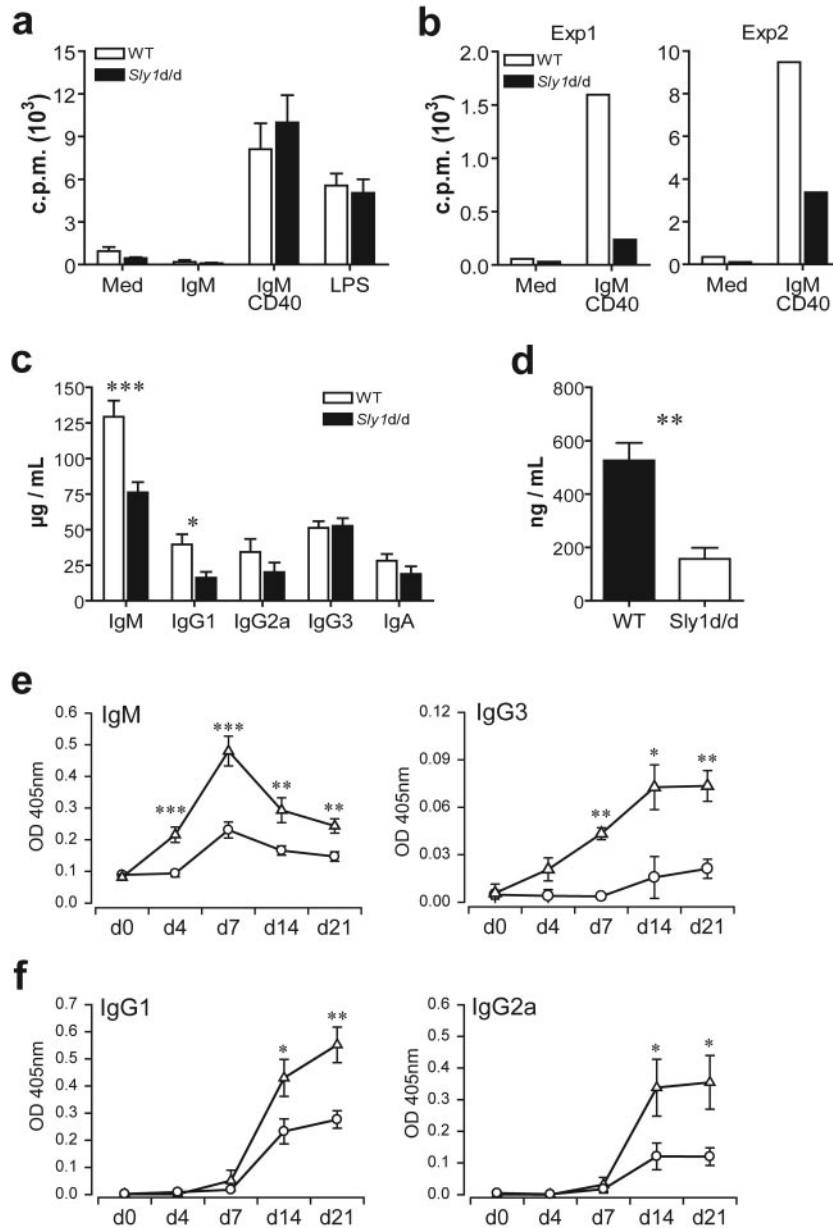 a
WT
Sly1d/d
c.p.m. (10³)
15
12
9
6
3
0
Med IgM IgM CD40 LPS
b
Exp1 Exp2
WT
Sly1d/d
c.p.m. (10³)
2.0
1.5
1.0
0.5
0.0
Med IgM CD40
10
8
6
4
2
0
Med IgM CD40
c
WT
Sly1d/d
µg / mL
150
125
100
75
50
25
0
*** *
IgM IgG1 IgG2a IgG3 IgA
d
ng / mL
800
600
400
200
0
**
WT Sly1d/d
e
IgM
OD 405nm
0.6
0.5
0.4
0.3
0.2
0.1
0.0
*** *** ** **
d0 d4 d7 d14 d21
IgG3
OD 405nm
0.12
0.09
0.06
0.03
0.00
** * **
d0 d4 d7 d14 d21
f
IgG1
OD 405nm
0.7
0.6
0.5
0.4
0.3
0.2
0.1
0.0
* **
d0 d4 d7 d14 d21
IgG2a
OD 405nm
0.6
0.5
0.4
0.3
0.2
0.1
0.0
* *
d0 d4 d7 d14 d21